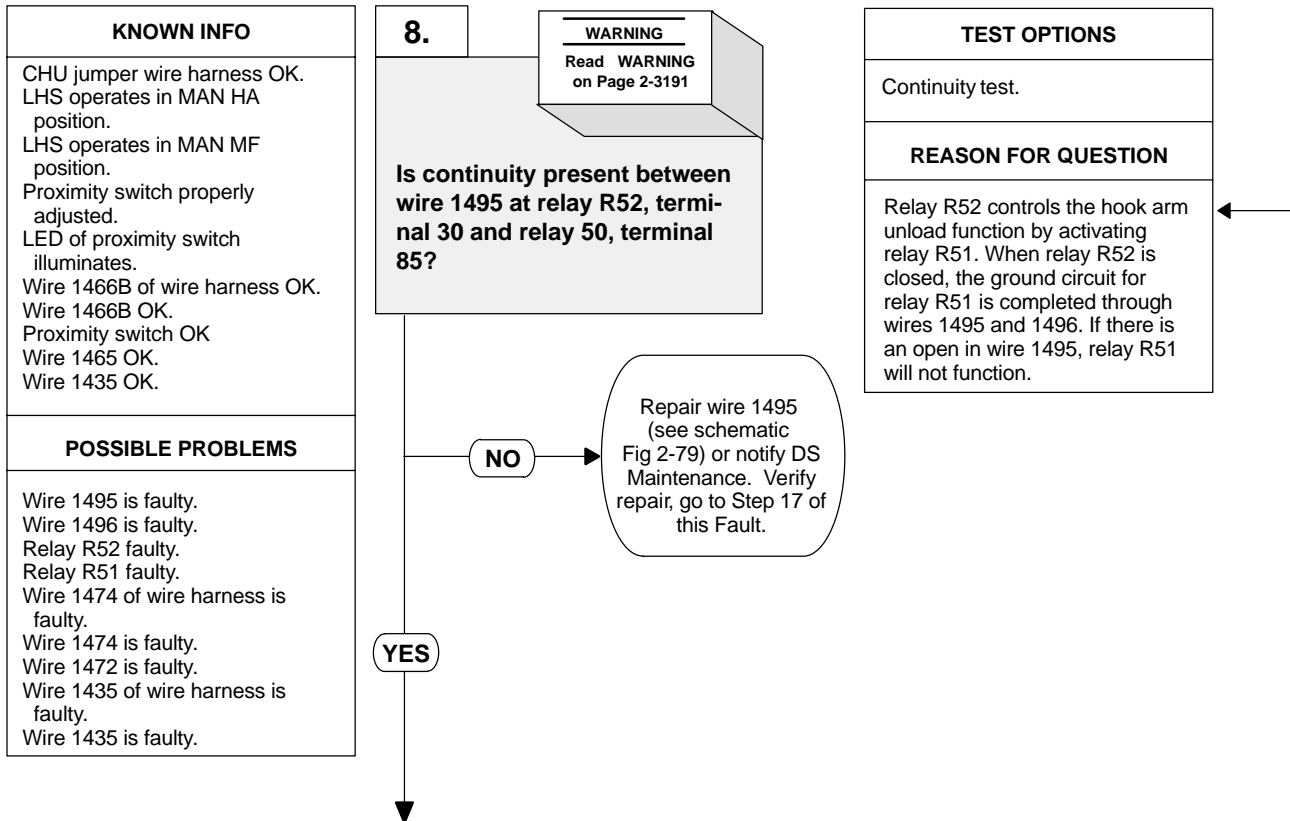 KNOWN INFO
CHU jumper wire harness OK.
LHS operates in MAN HA
position.
LHS operates in MAN MF
position.
Proximity switch properly
adjusted.
LED of proximity switch
illuminates.
Wire 1466B of wire harness OK.
Wire 1466B OK.
Proximity switch OK
Wire 1465 OK.
Wire 1435 OK.
POSSIBLE PROBLEMS
Wire 1495 is faulty.
Wire 1496 is faulty.
Relay R52 faulty.
Relay R51 faulty.
Wire 1474 of wire harness is
faulty.
Wire 1474 is faulty.
Wire 1472 is faulty.
Wire 1435 of wire harness is
faulty.
Wire 1435 is faulty.
8.
WARNING
Read WARNING
on Page 2-3191
Is continuity present between
wire 1495 at relay R52, termi-
nal 30 and relay 50, terminal
85?
NO
Repair wire 1495
(see schematic
Fig 2-79) or notify DS
Maintenance. Verify
repair, go to Step 17 of
this Fault.
YES
TEST OPTIONS
Continuity test.
REASON FOR QUESTION
Relay R52 controls the hook arm
unload function by activating
relay R51. When relay R52 is
closed, the ground circuit for
relay R51 is completed through
wires 1495 and 1496. If there is
an open in wire 1495, relay R51
will not function.